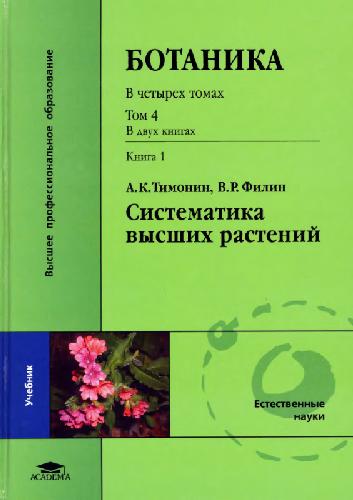 БОТАНИКА
В четырех томах
Том 4
В двух книгах
Книга 1
А.К.Тимонин, В.Р.Филин
Систематика
высших растений
Высшее профессиональное образование
Учебник
Естественные
науки
ACADEMA